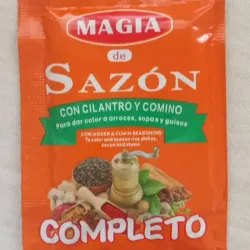 MAGIA
de
SAZÓN
CON CILANTRO Y COMINO
Para dar color a arroces, sopas y guisos
CORIANDER & CUMIN SEASONING
To color and season rice dishes,
soups and stews
COMPLETO